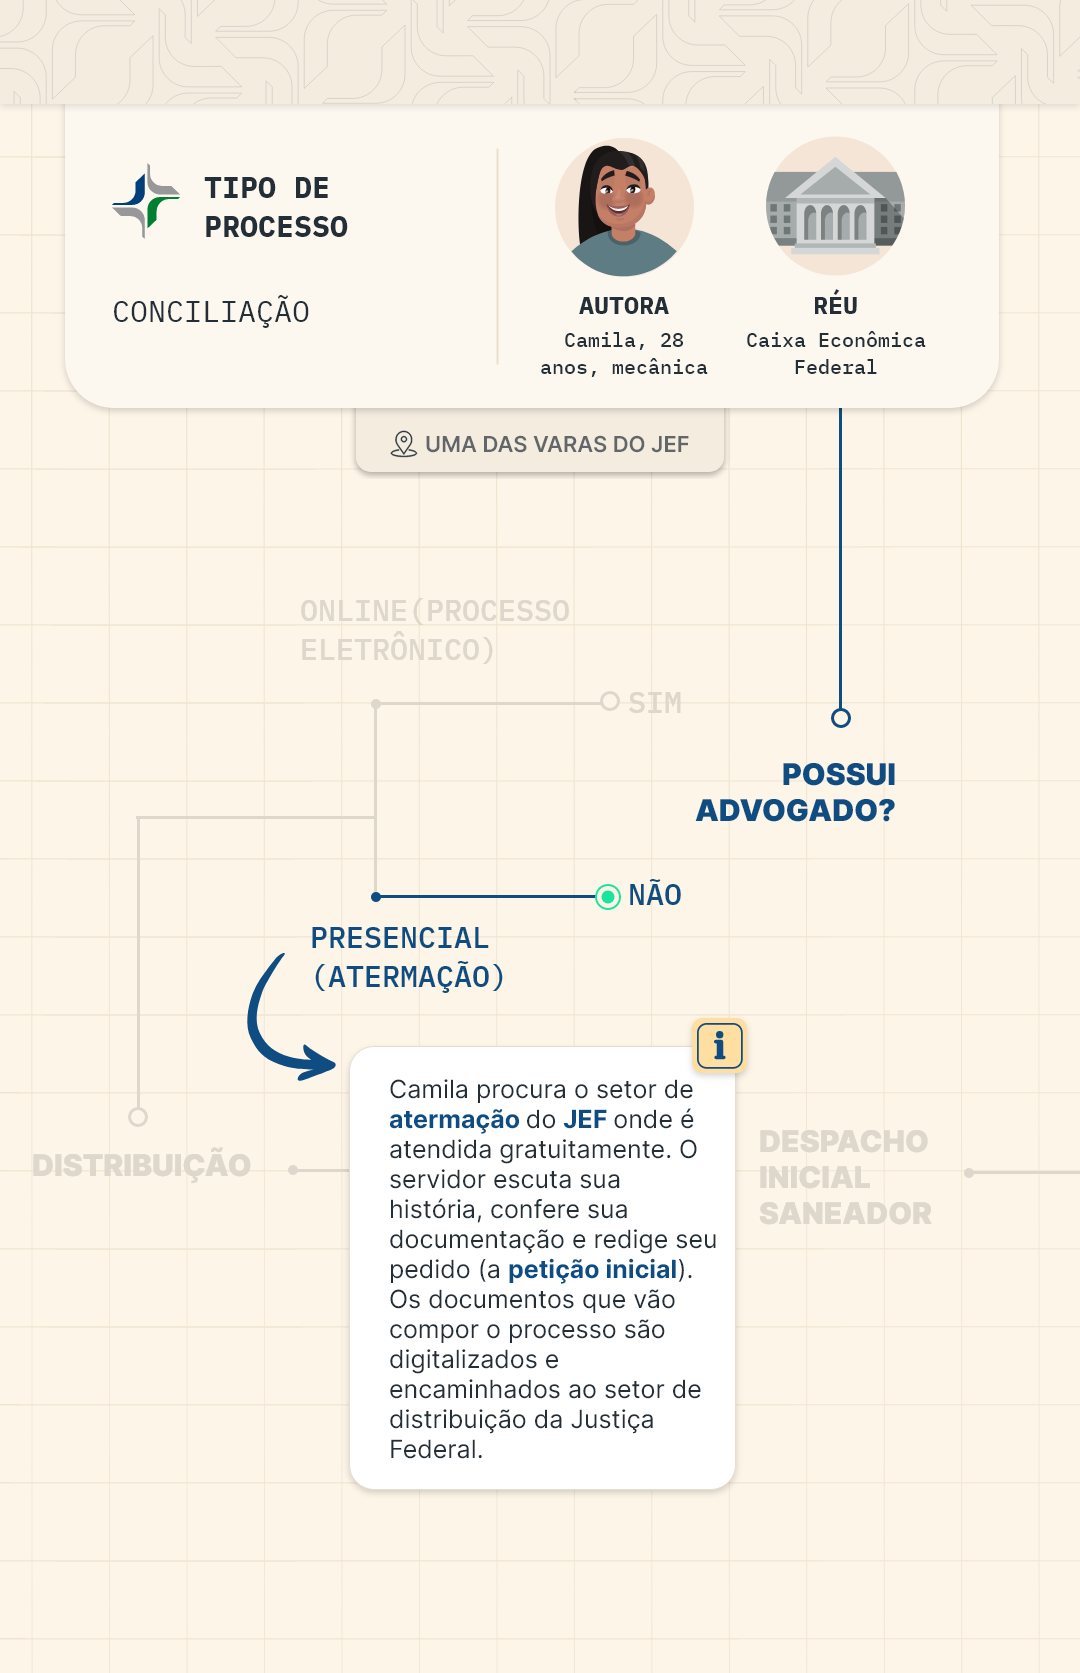 TIPO DE
PROCESSO
CONCILIAÇÃO
AUTORA
Camila, 28
anos, mecânica
RÉU
Caixa Econômica
Federal
UMA DAS VARAS DO JEF
ONLINE(PROCESSO
ELETRÔNICO)
SIM
POSSUI
ADVOGADO?
NÃO
PRESENCIAL
(ATERMAÇÃO)
i
Camila procura o setor de
atermação do JEF onde é
atendida gratuitamente. O
servidor escuta sua
história, confere sua
documentação e redige seu
pedido (a petição inicial).
Os documentos que vão
compor o processo são
digitalizados e
encaminhados ao setor de
distribuição da Justiça
Federal.
DISTRIBUIÇÃO
DESPACHO
INICIAL
SANEADOR